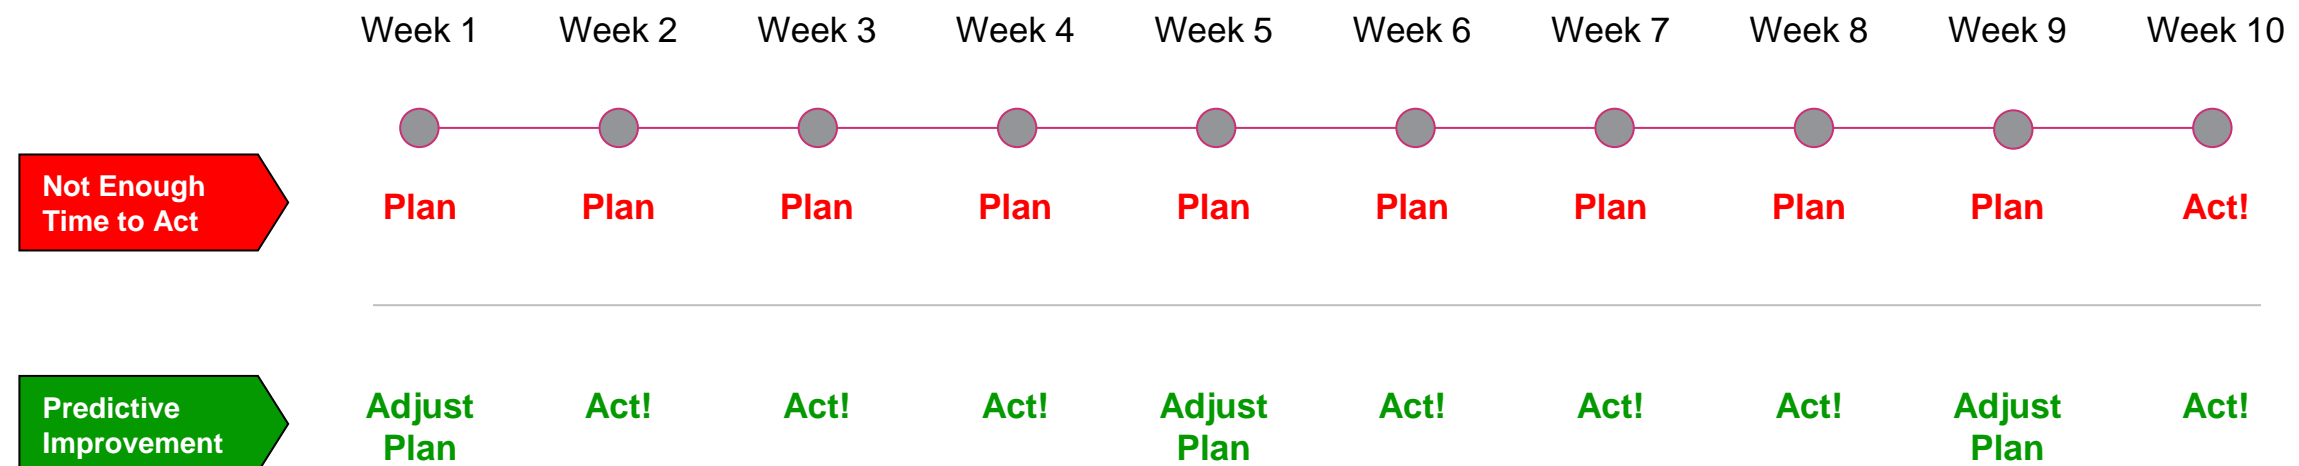 Week 1 Week 2 Week 3 Week 4 Week 5 Week 6 Week 7 Week 8 Week 9 Week 10
Not Enough
Time to Act
Plan Plan Plan Plan Plan Plan Plan Plan Plan Act!
Predictive
Improvement
Adjust Act! Act! Act! Adjust Act! Act! Act! Adjust Act!
Plan Plan Plan